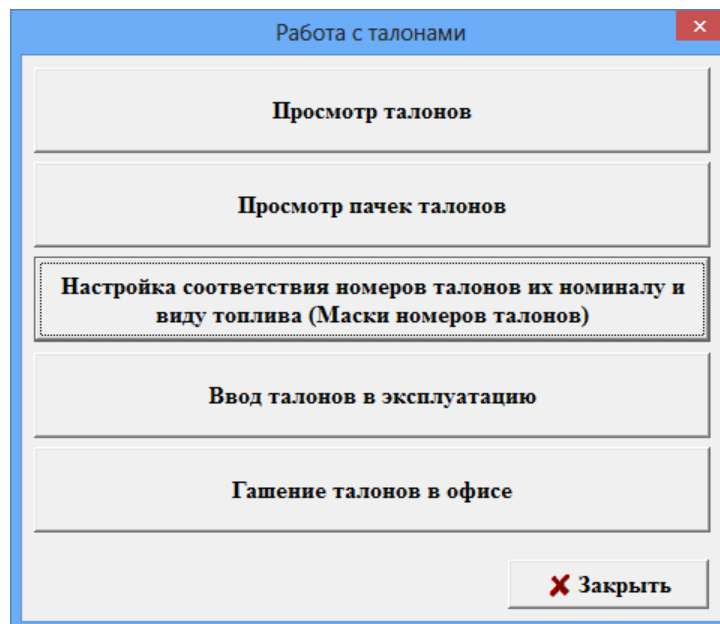 Работа с талонами
Просмотр талонов
Просмотр пачек талонов
Настройка соответствия номеров талонов их номиналу и
виду топлива (Маски номеров талонов)
Ввод талонов в эксплуатацию
Гашение талонов в офисе
Закрыть